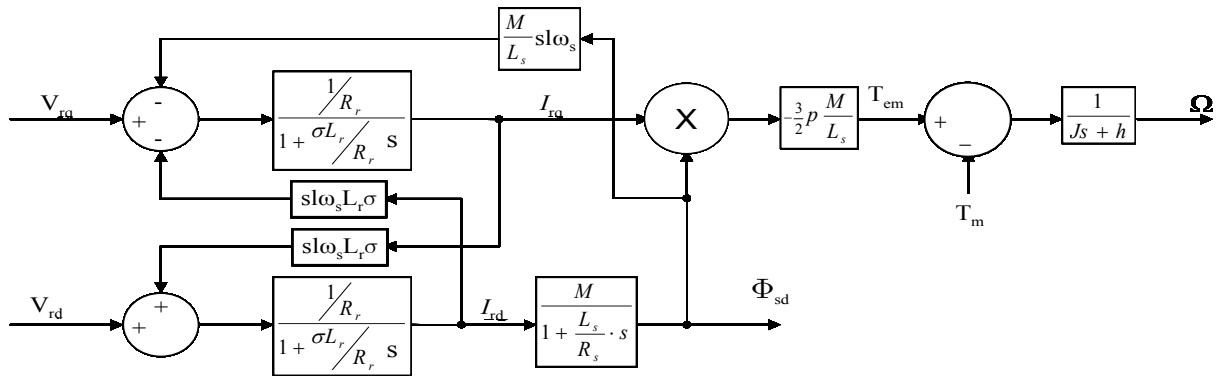 M
L_s slω_s
V_rq
-
+
-
1/R_r
1 + σL_r/R_r s
I_rq
X
-3/2 p M/L_s
T_em
+
−
1
Js + h
Ω
slω_s L_r σ
T_m
slω_s L_r σ
V_rd
+
+
1/R_r
1 + σL_r/R_r s
I_rd
M
1 + L_s/R_s · s
Φ_sd